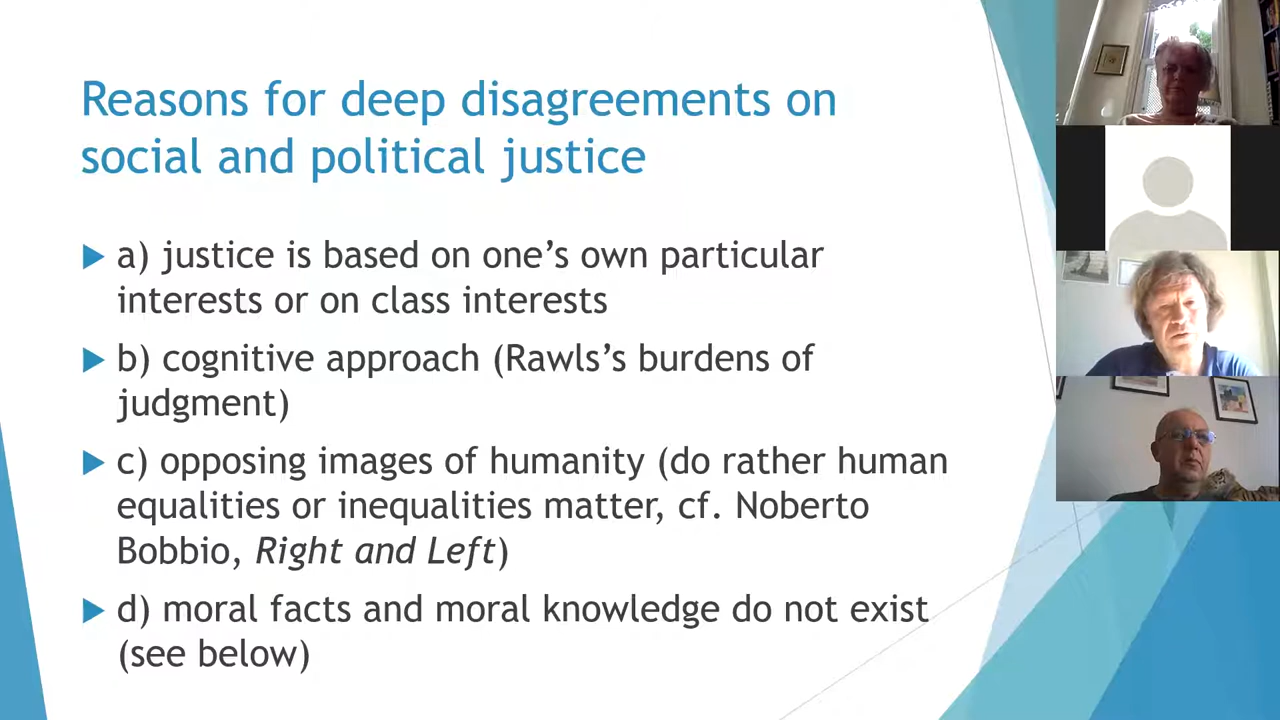 Reasons for deep disagreements on
social and political justice
a) justice is based on one’s own particular
interests or on class interests
b) cognitive approach (Rawls’s burdens of
judgment)
c) opposing images of humanity (do rather human
equalities or inequalities matter, cf. Noberto
Bobbio, Right and Left)
d) moral facts and moral knowledge do not exist
(see below)